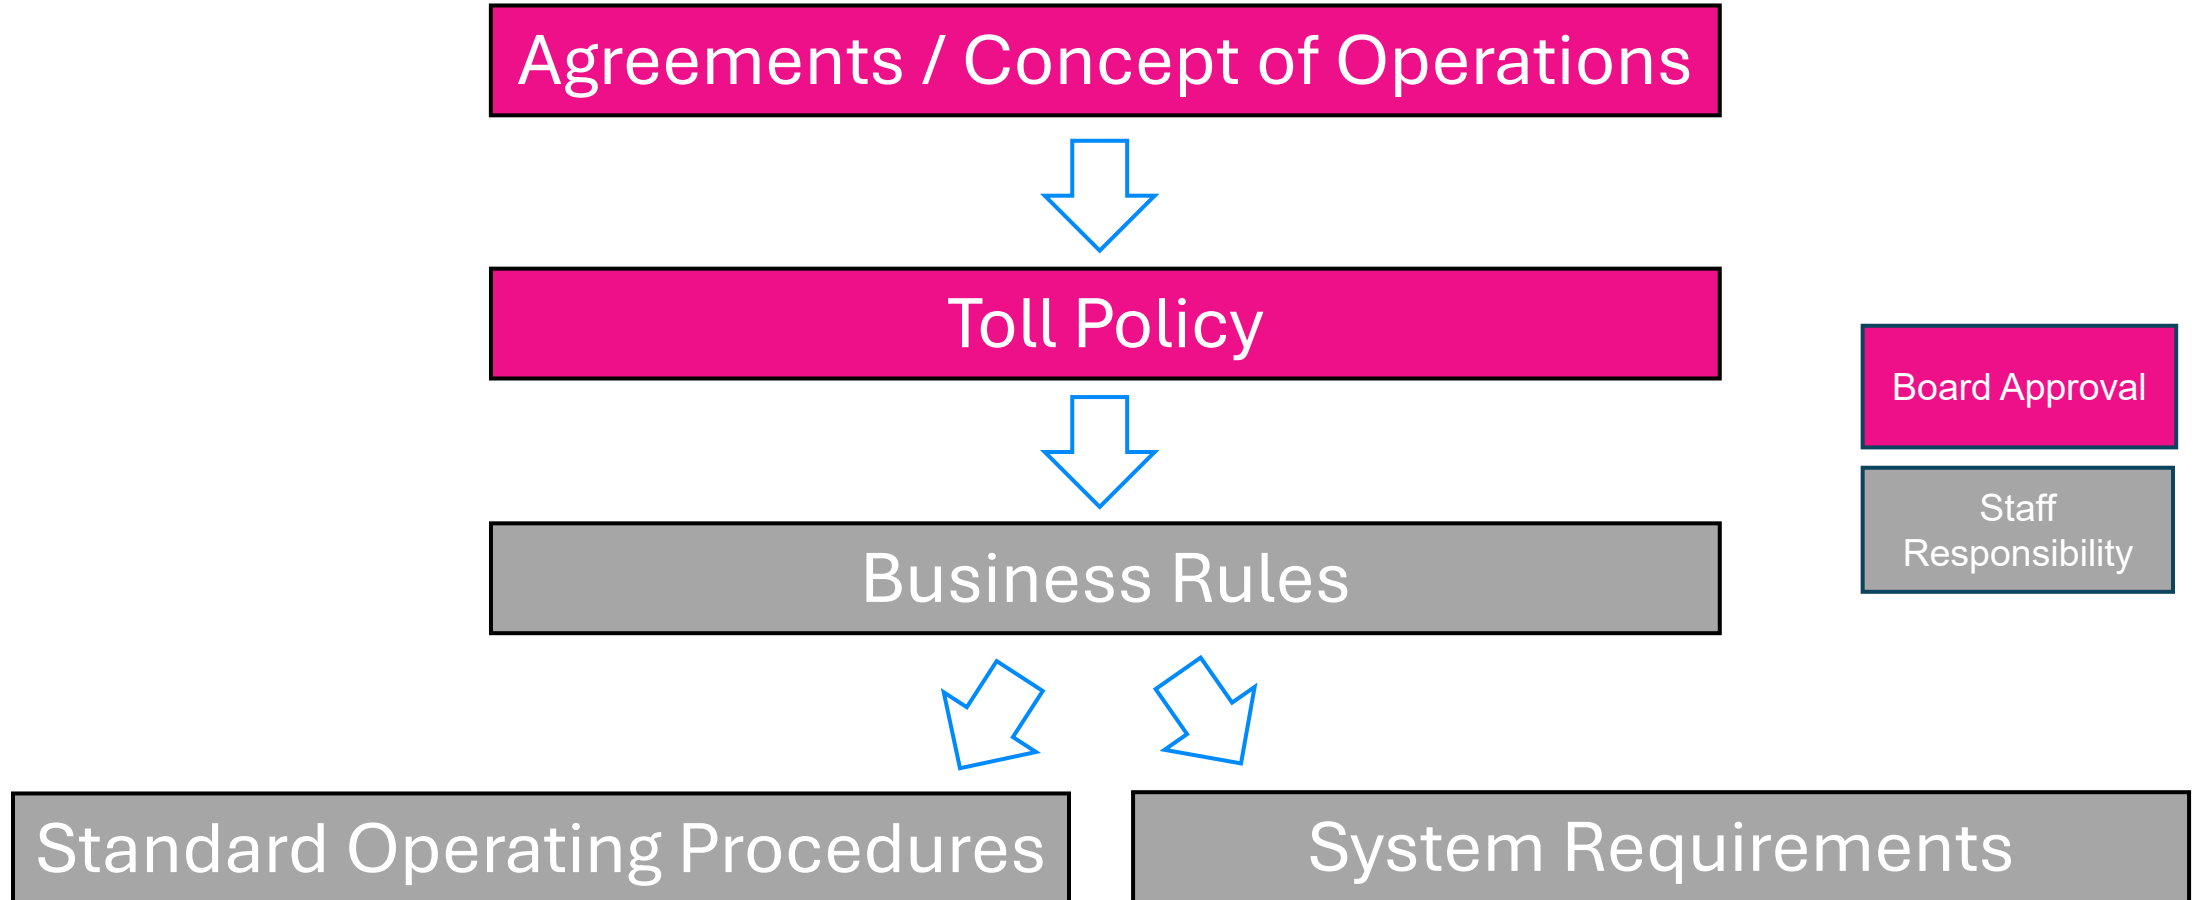 Agreements / Concept of Operations
Toll Policy
Board Approval
Staff
Responsibility
Business Rules
Standard Operating Procedures
System Requirements